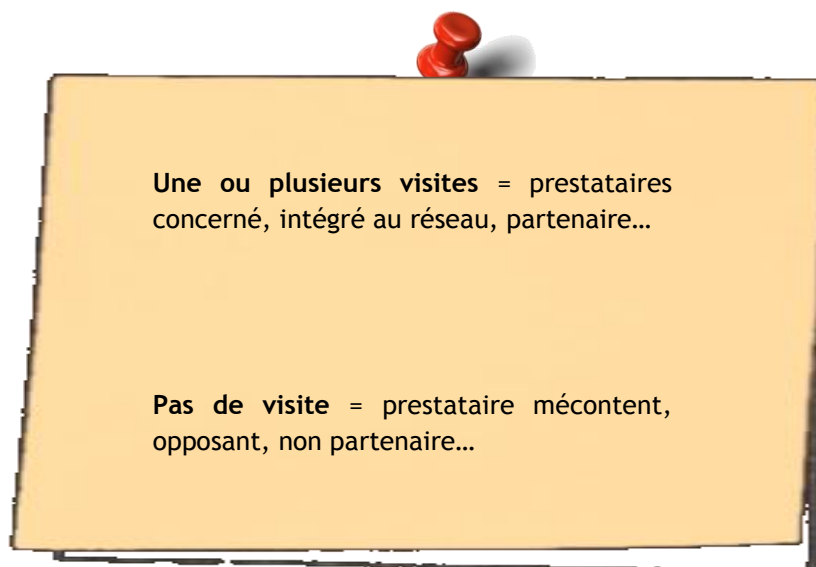 Une ou plusieurs visites = prestataires
concerné, intégré au réseau, partenaire…
Pas de visite = prestataire mécontent,
opposant, non partenaire…